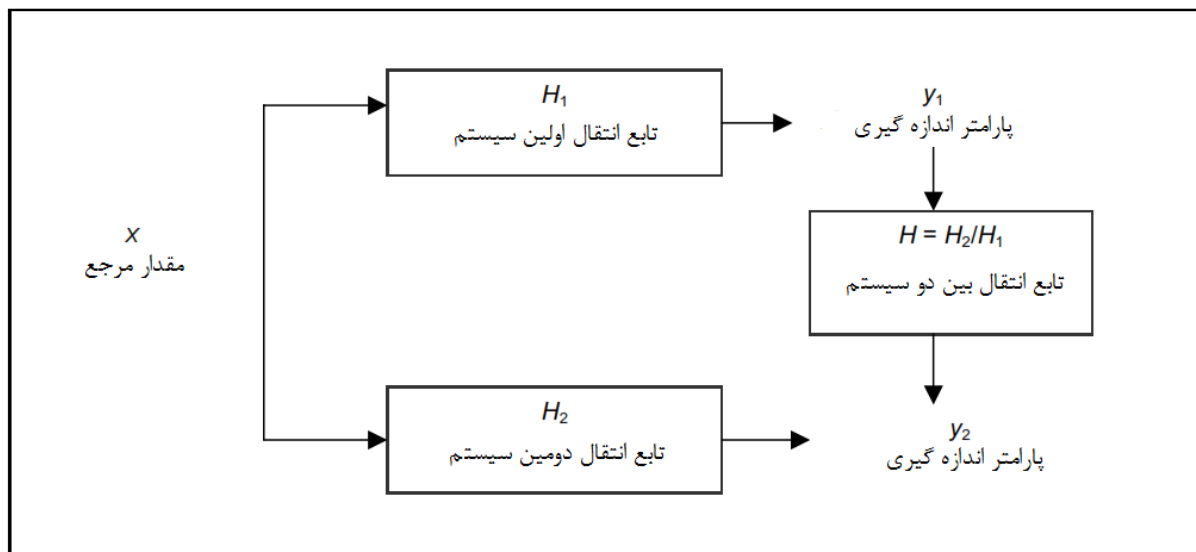 H₁
تابع انتقال اولین سیستم
y₁
پارامتر اندازه گیری
x
مقدار مرجع
H = H₂/H₁
تابع انتقال بین دو سیستم
H₂
تابع انتقال دومین سیستم
y₂
پارامتر اندازه گیری